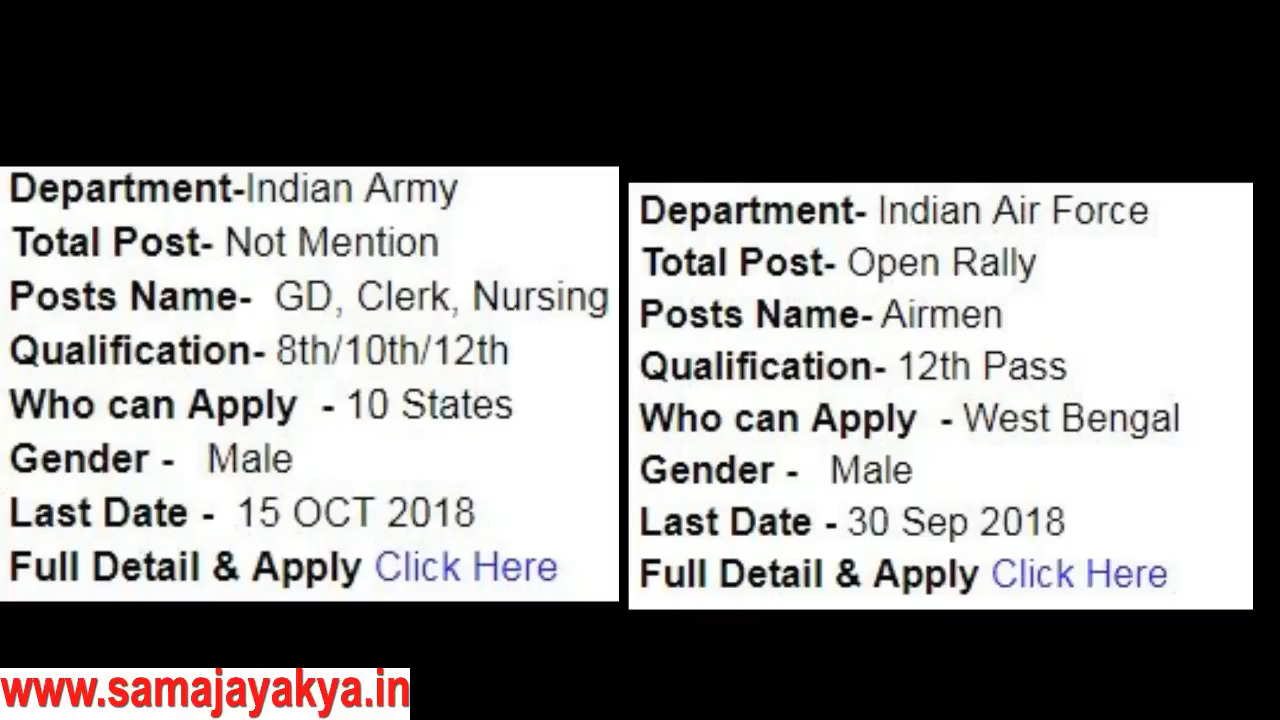 Department-Indian Army
Total Post- Not Mention
Posts Name- GD, Clerk, Nursing
Qualification- 8th/10th/12th
Who can Apply - 10 States
Gender - Male
Last Date - 15 OCT 2018
Full Detail & Apply Click Here
Department- Indian Air Force
Total Post- Open Rally
Posts Name- Airmen
Qualification- 12th Pass
Who can Apply - West Bengal
Gender - Male
Last Date - 30 Sep 2018
Full Detail & Apply Click Here
www.samajayakya.in